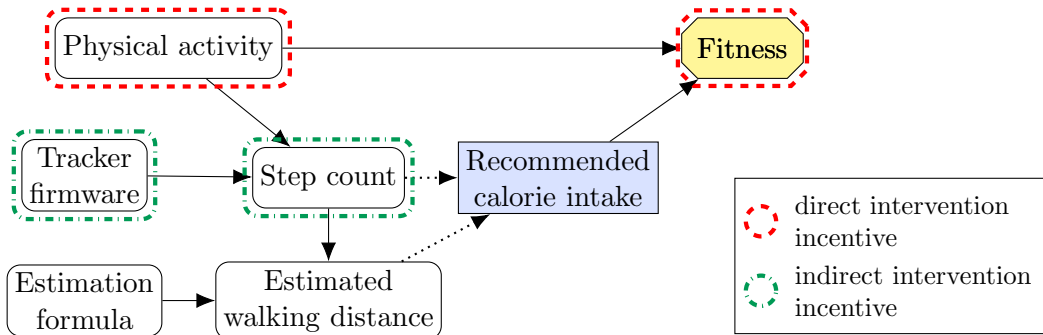 Physical activity
Fitness
Tracker
firmware
Step count
Recommended
calorie intake
Estimation
formula
Estimated
walking distance
direct intervention
incentive
indirect intervention
incentive